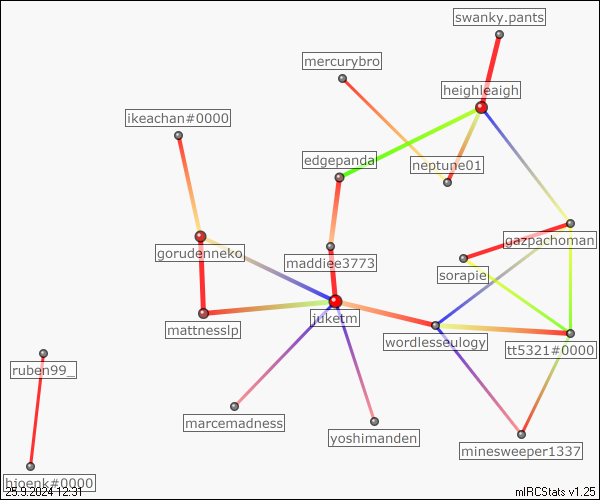 swanky.pants
mercurybro
heighleaigh
ikeachan#0000
edgepanda
neptune01
gorudenneko
maddiee3773
gazpachoman
sorapie
juketm
mattnesslp
wordlesseulogy
tt5321#0000
ruben99_
marcemadness
yoshimanden
minesweeper1337
hioenk#0000
25.9.2024 12:31
mIRCStats v1.25